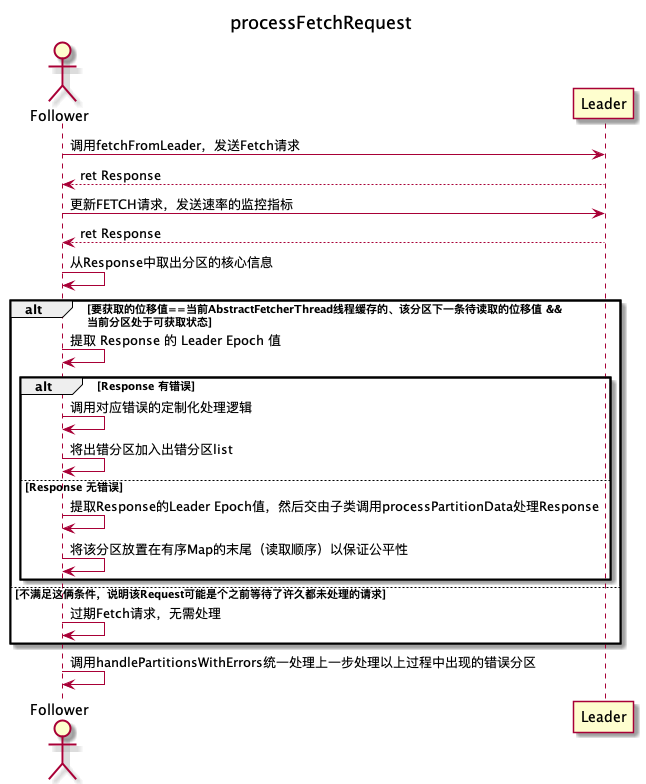 processFetchRequest
Follower
Leader
调用fetchFromLeader，发送Fetch请求
ret Response
更新FETCH请求，发送速率的监控指标
ret Response
从Response中取出分区的核心信息
alt
[要获取的位移值==当前AbstractFetcherThread线程缓存的、该分区下一条待读取的位移值 &&
当前分区处于可获取状态]
提取 Response 的 Leader Epoch 值
alt
[Response 有错误]
调用对应错误的定制化处理逻辑
将出错分区加入出错分区list
[Response 无错误]
提取Response的Leader Epoch值，然后交由子类调用processPartitionData处理Response
将该分区放置在有序Map的末尾（读取顺序）以保证公平性
[不满足这俩条件，说明该Request可能是个之前等待了许久都未处理的请求]
过期Fetch请求，无需处理
调用handlePartitionsWithErrors统一处理上一步处理以上过程中出现的错误分区
Follower
Leader